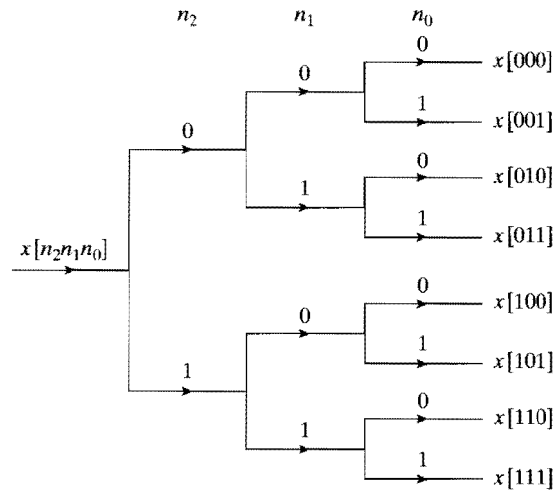 n₂ n₁ n₀
0 x[000]
0
1 x[001]
0
0 x[010]
1
1 x[011]
x[n₂n₁n₀]
0 x[100]
0
1 x[101]
1
0 x[110]
1
1 x[111]